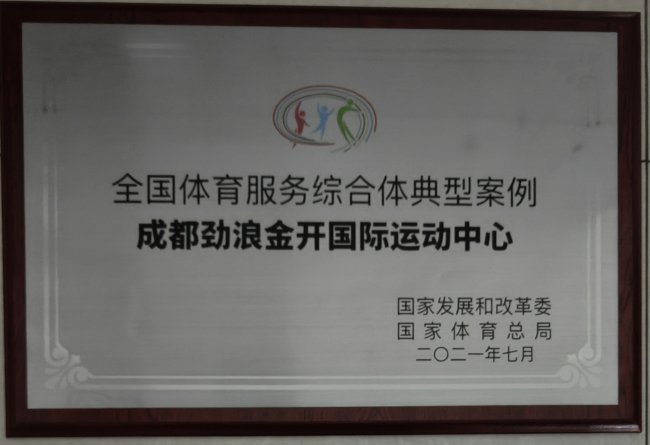 全国体育服务综合体典型案例
成都劲浪金开国际运动中心
国家发展和改革委
国家体育总局
二〇二一年七月